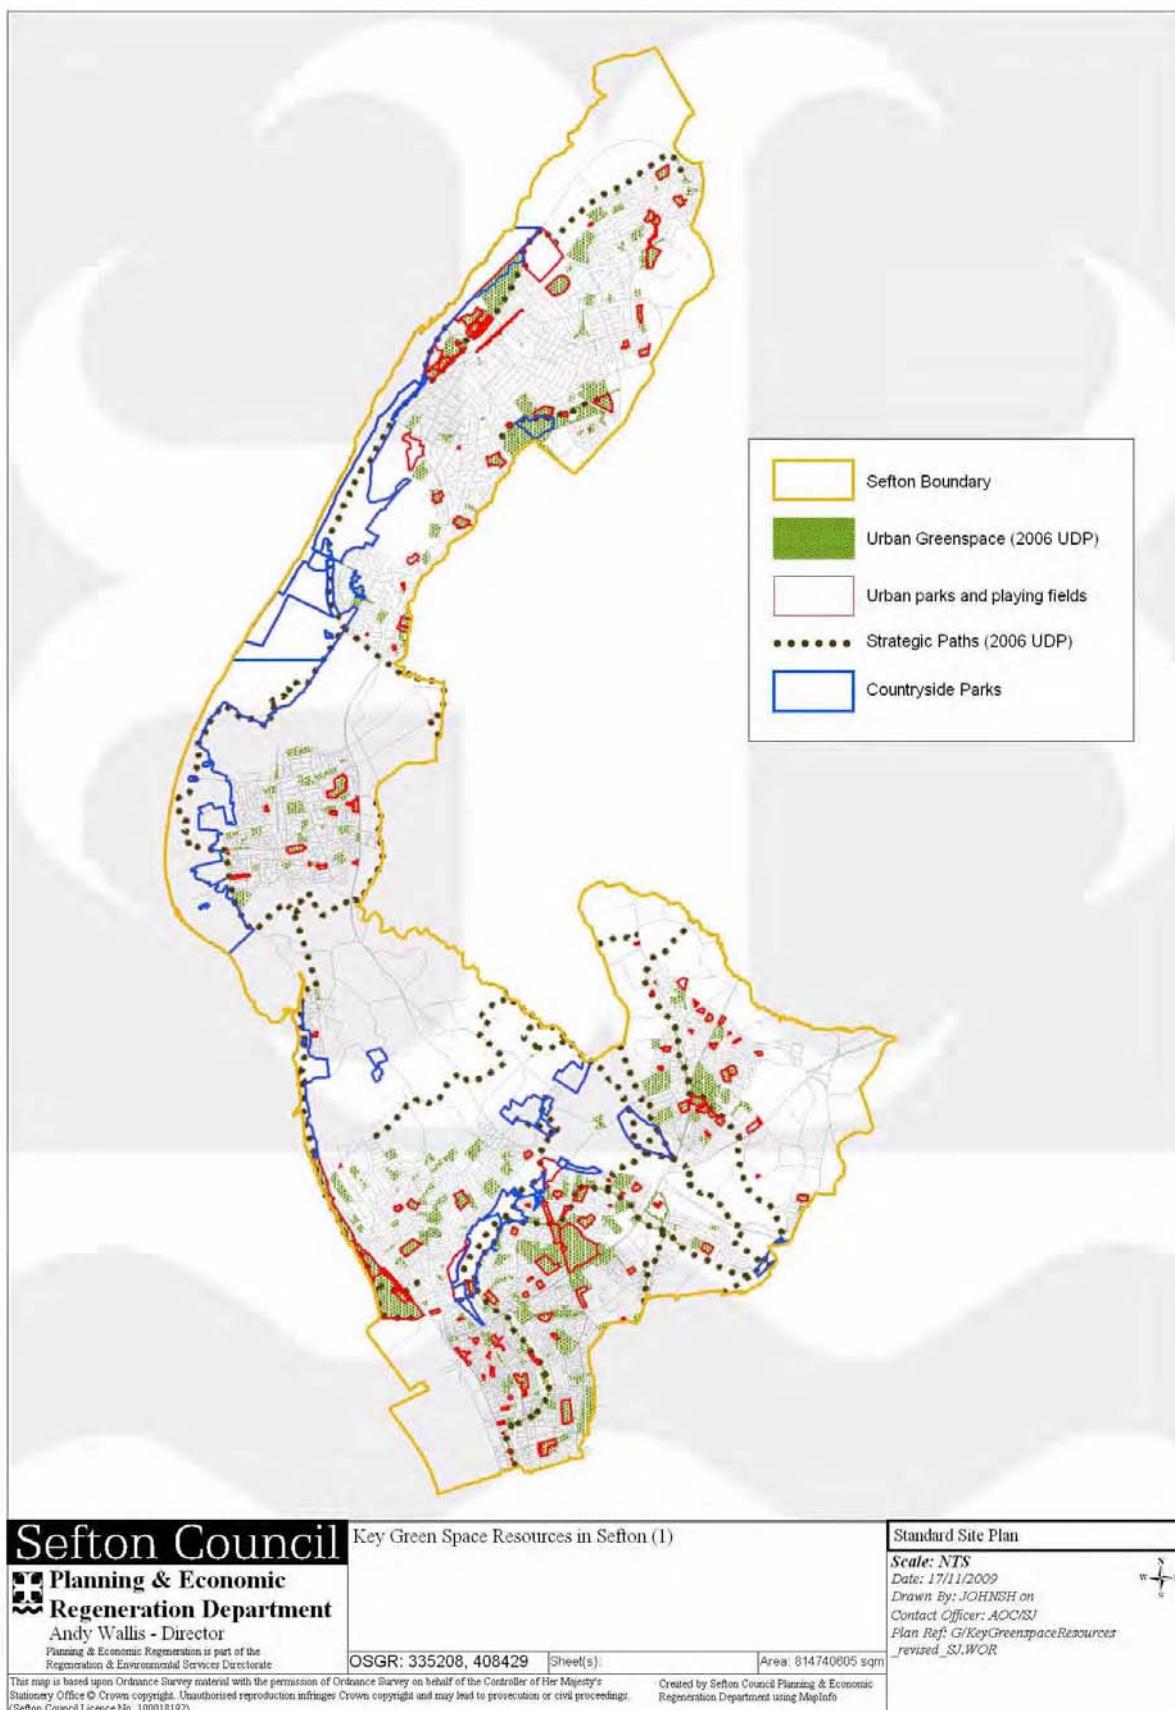 Sefton Boundary
Urban Greenspace (2006 UDP)
Urban parks and playing fields
Strategic Paths (2006 UDP)
Countryside Parks
Sefton Council
Planning & Economic
Regeneration Department
Andy Wallis - Director
Planning & Economic Regeneration is part of the
Regeneration & Environmental Services Directorate
Key Green Space Resources in Sefton (1)
OSGR: 335208, 408429
Sheet(s):
Area: 814740605 sqm
Standard Site Plan
Scale: NTS
Date: 17/11/2009
Drawn By: JOHNSH on
Contact Officer: AOC/SJ
Plan Ref: G/KeyGreenspaceResources
_revised_SJ.WOR
N
W
S
This map is based upon Ordnance Survey material with the permission of Ordnance Survey on behalf of the Controller of Her Majesty's
Stationery Office © Crown copyright. Unauthorised reproduction infringes Crown copyright and may lead to prosecution or civil proceedings.
(Sefton Council Licence No. 100018192)
Created by Sefton Council Planning & Economic
Regeneration Department using MapInfo